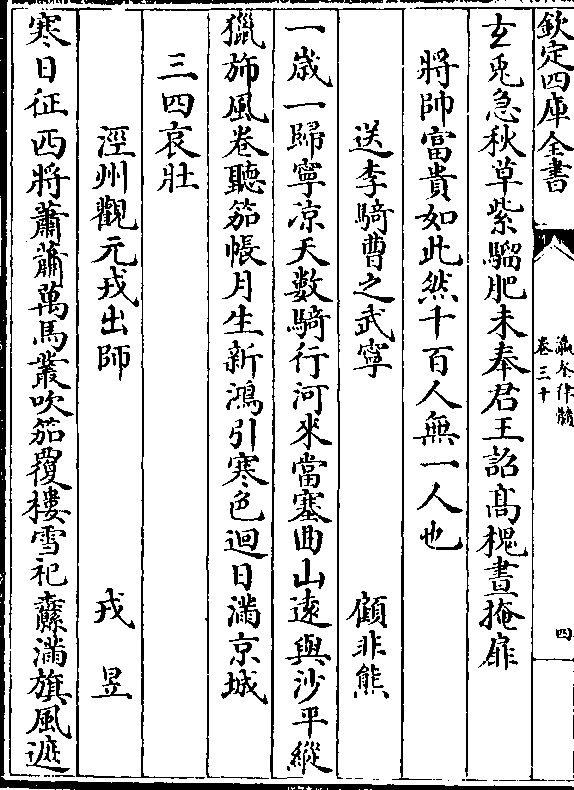 欽定四庫全書
瀛奎律髓
卷三十
四
玄兎急秋草紫騮肥未奉君王詔髙槐晝掩扉
將帥富貴如此然千百人無一人也
送李騎曹之武寧
顧非熊
一歲一歸寧凉天數騎行河來當塞曲山遠與沙平縱
獵斾風卷聽笳帳月生新鴻引寒色迴日滿京城
三四哀壯
涇州觀元戎出師
戎昱
寒日征西將蕭蕭萬馬叢吹笳覆樓雪祀纛滿旗風遮